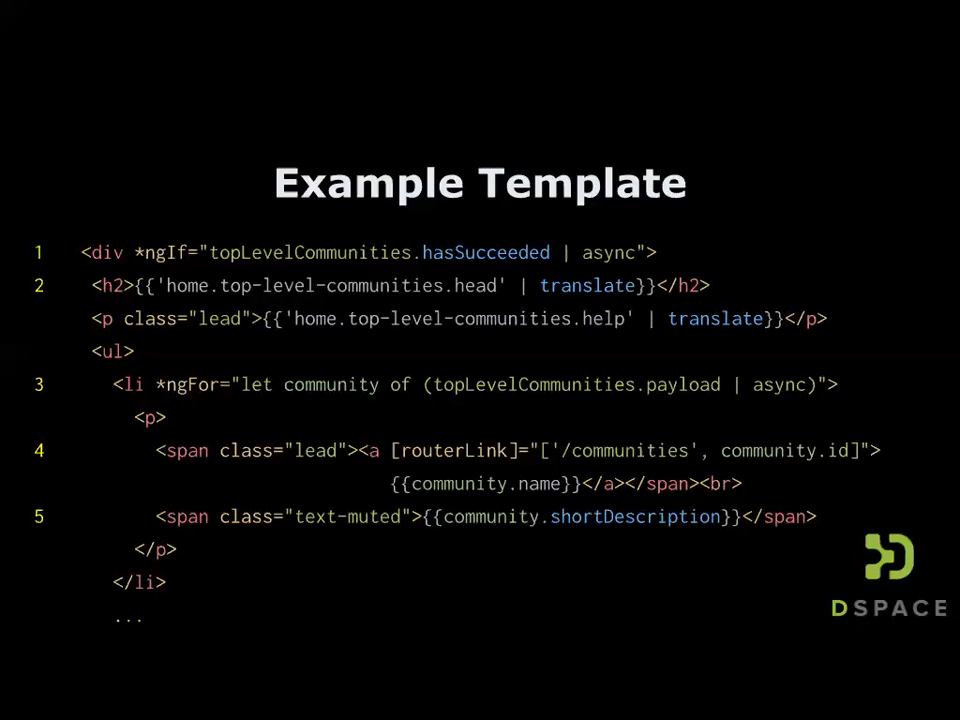 Example Template
1 <div *ngIf="topLevelCommunities.hasSucceeded | async">
2 <h2>{{'home.top-level-communities.head' | translate}}</h2>
<p class="lead">{{'home.top-level-communities.help' | translate}}</p>
<ul>
3 <li *ngFor="let community of (topLevelCommunities.payload | async)">
<p>
4 <span class="lead"><a [routerLink]="['/communities', community.id]">
{{community.name}}</a></span><br>
5 <span class="text-muted">{{community.shortDescription}}</span>
</p>
</li>
...
DSPACE